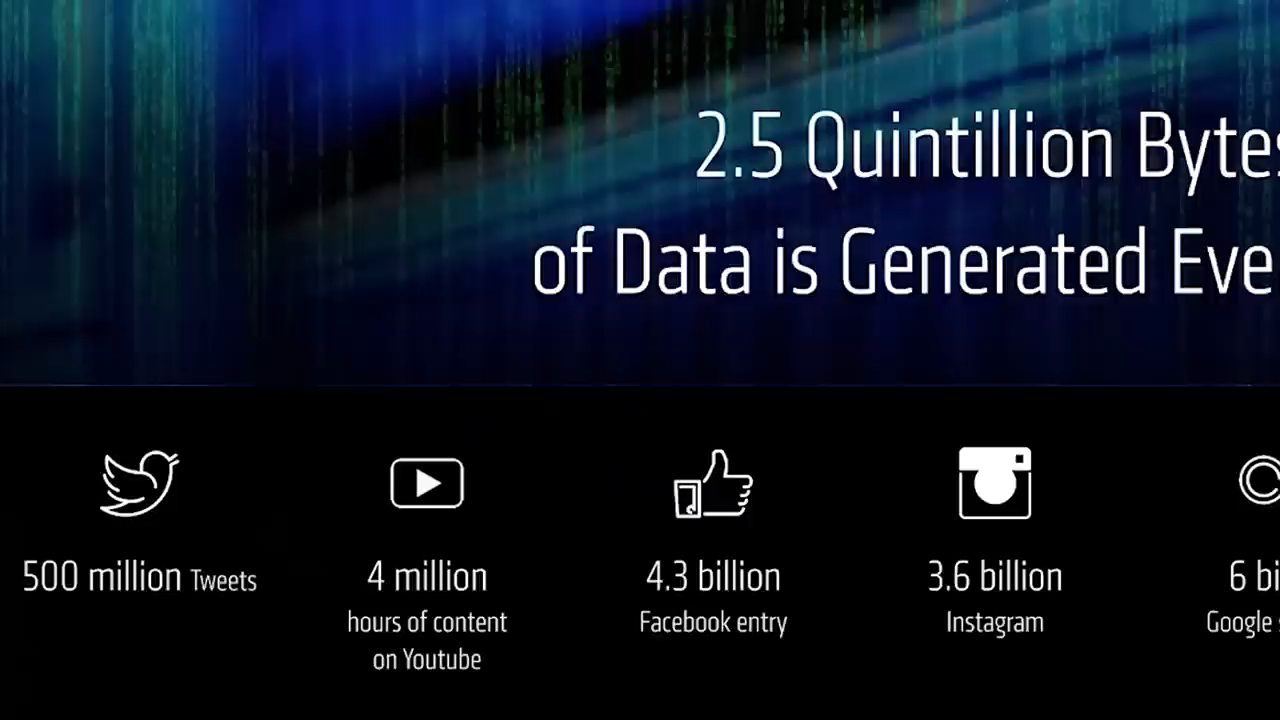 2.5 Quintillion Bytes
of Data is Generated Eve
500 million Tweets
4 million
hours of content
on Youtube
4.3 billion
Facebook entry
3.6 billion
Instagram
6 bi
Google